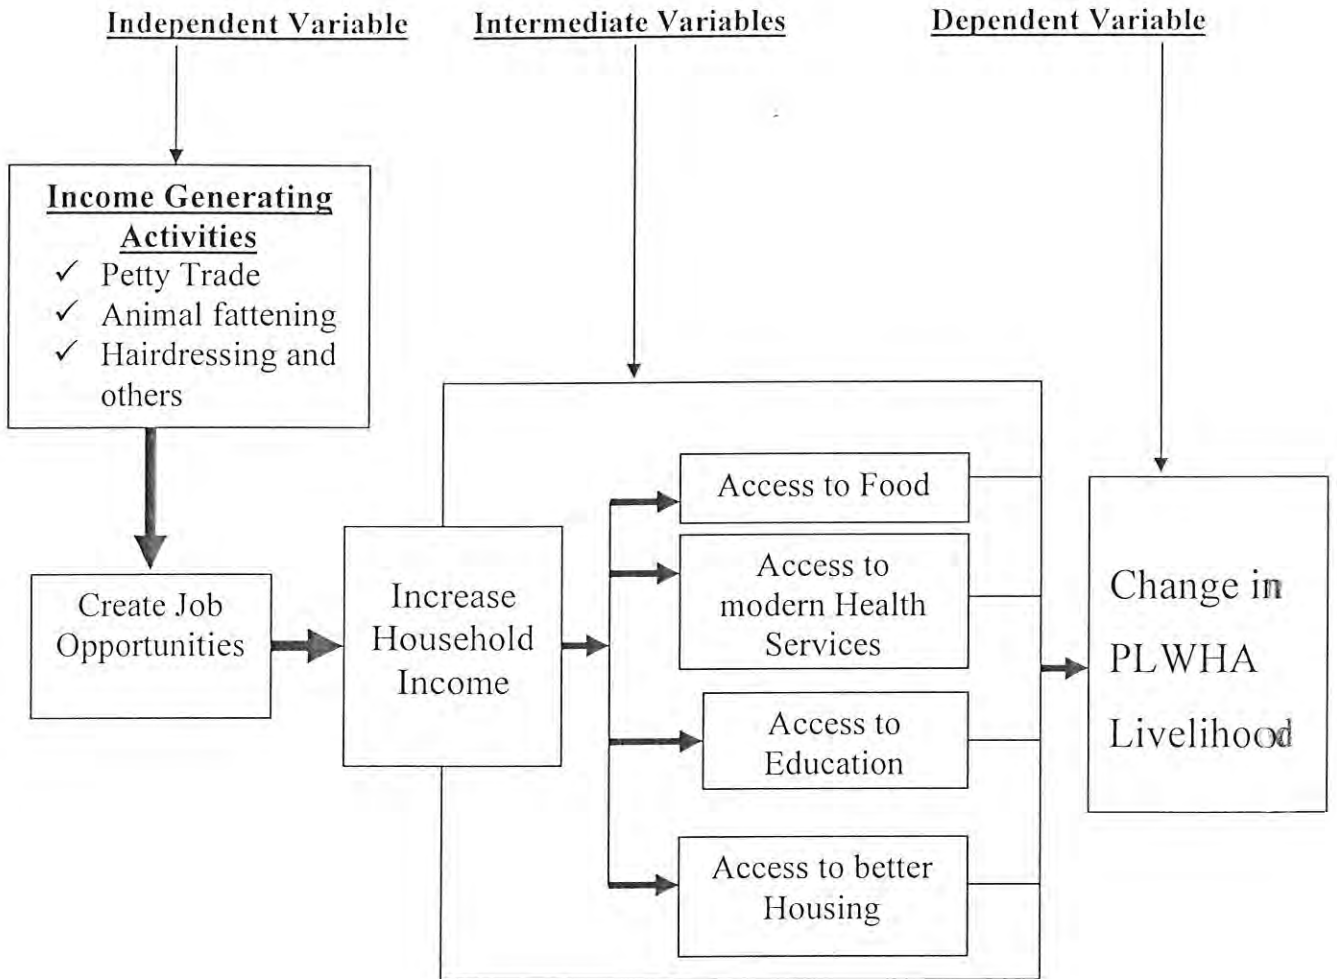 Independent Variable
Intermediate Variables
Dependent Variable
Income Generating
Activities
✓ Petty Trade
✓ Animal fattening
✓ Hairdressing and
others
Create Job
Opportunities
Increase
Household
Income
Access to Food
Access to
modern Health
Services
Access to
Education
Access to better
Housing
Change in
PLWHA
Livelihood